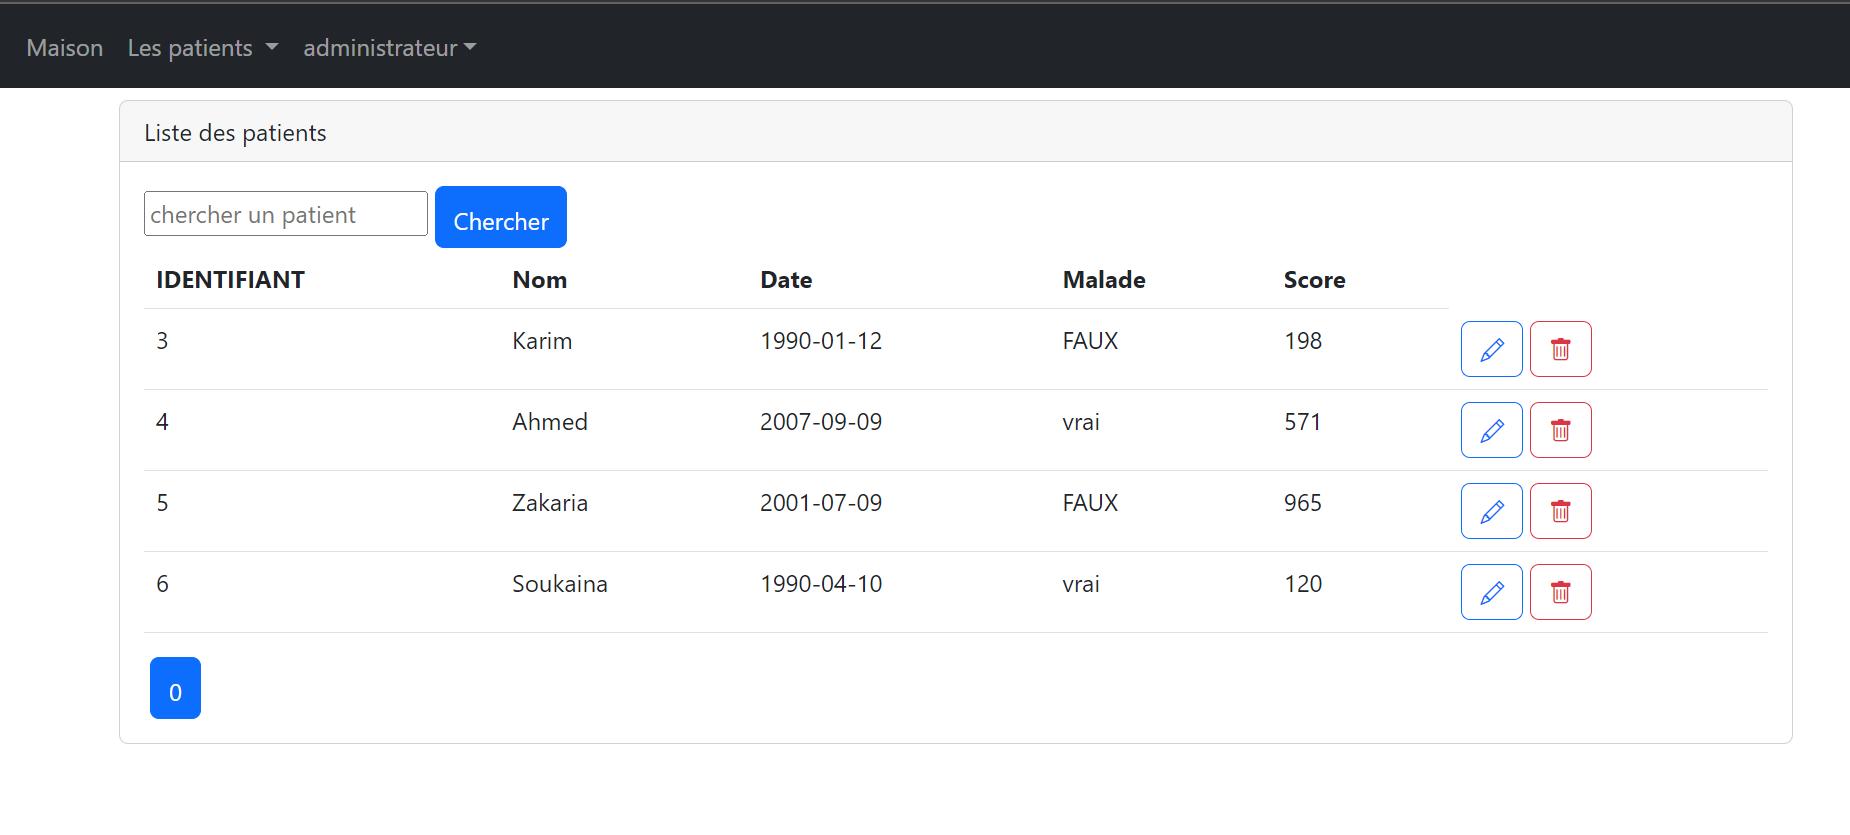 Maison Les patients administrateur
Liste des patients
chercher un patient Chercher
IDENTIFIANT Nom Date Malade Score
3 Karim 1990-01-12 FAUX 198
4 Ahmed 2007-09-09 vrai 571
5 Zakaria 2001-07-09 FAUX 965
6 Soukaina 1990-04-10 vrai 120
0